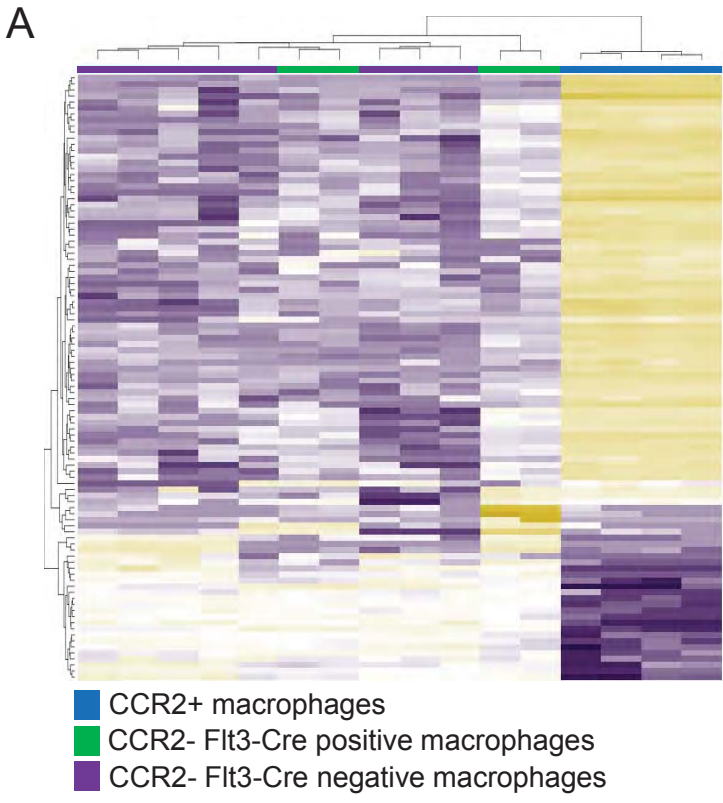 A
CCR2+ macrophages
CCR2- Flt3-Cre positive macrophages
CCR2- Flt3-Cre negative macrophages